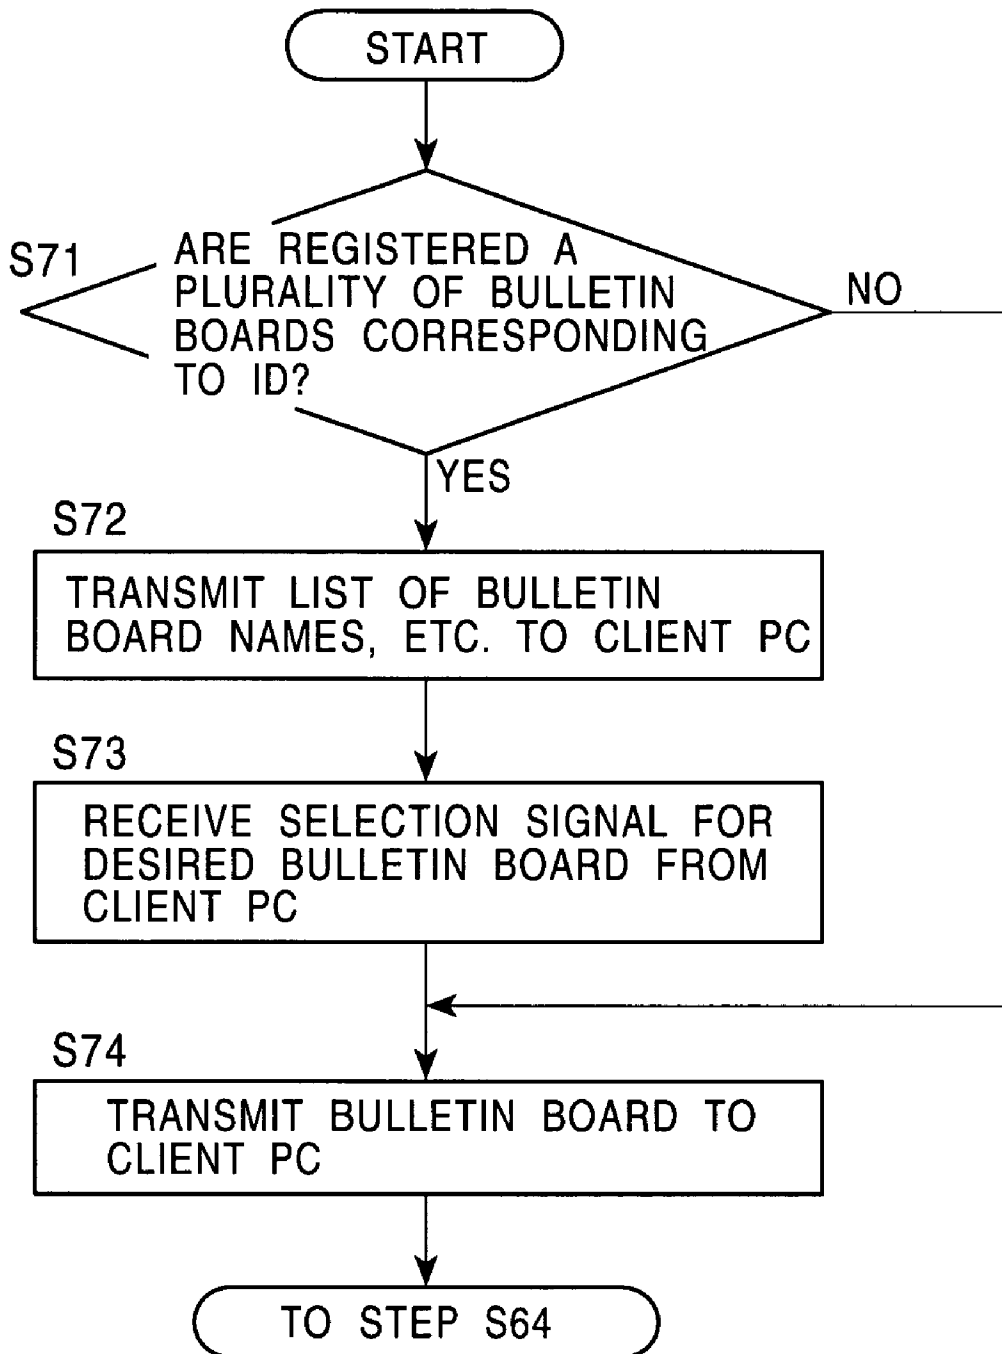 START
S71
ARE REGISTERED A
PLURALITY OF BULLETIN
BOARDS CORRESPONDING
TO ID?
NO
YES
S72
TRANSMIT LIST OF BULLETIN
BOARD NAMES, ETC. TO CLIENT PC
S73
RECEIVE SELECTION SIGNAL FOR
DESIRED BULLETIN BOARD FROM
CLIENT PC
S74
TRANSMIT BULLETIN BOARD TO
CLIENT PC
TO STEP S64